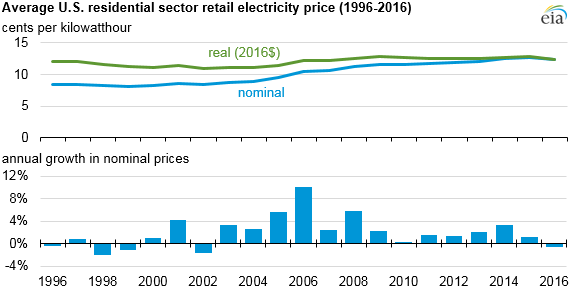 Average U.S. residential sector retail electricity price (1996-2016)
cents per kilowatthour
eia
15
real (2016$)
10
nominal
5
0
annual growth in nominal prices
12%
8%
4%
0%
-4%
1996 1998 2000 2002 2004 2006 2008 2010 2012 2014 2016